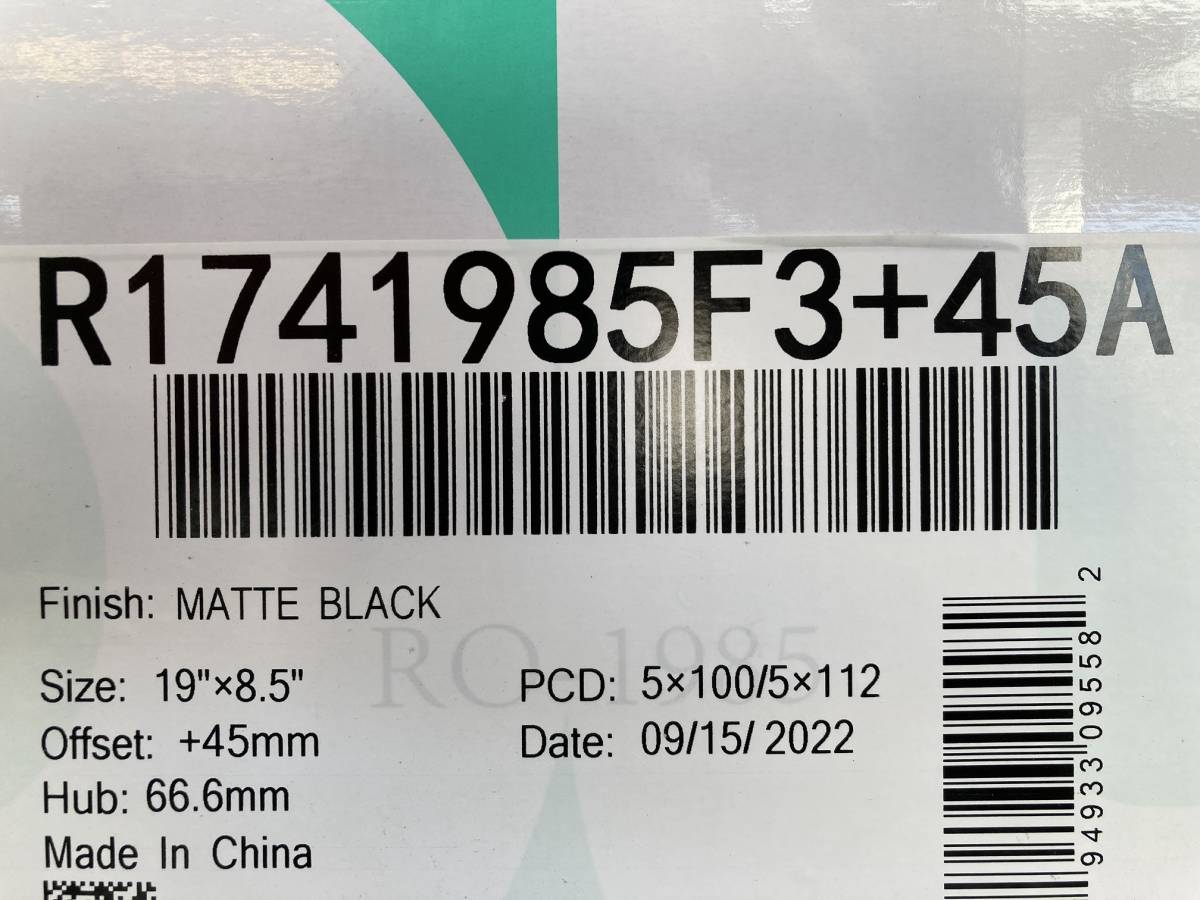 R1741985F3+45A
Finish: MATTE BLACK
RO 1985
Size: 19"×8.5"
PCD: 5×100/5×112
Offset: +45mm
Date: 09/15/ 2022
Hub: 66.6mm
Made In China
94933 09558 2